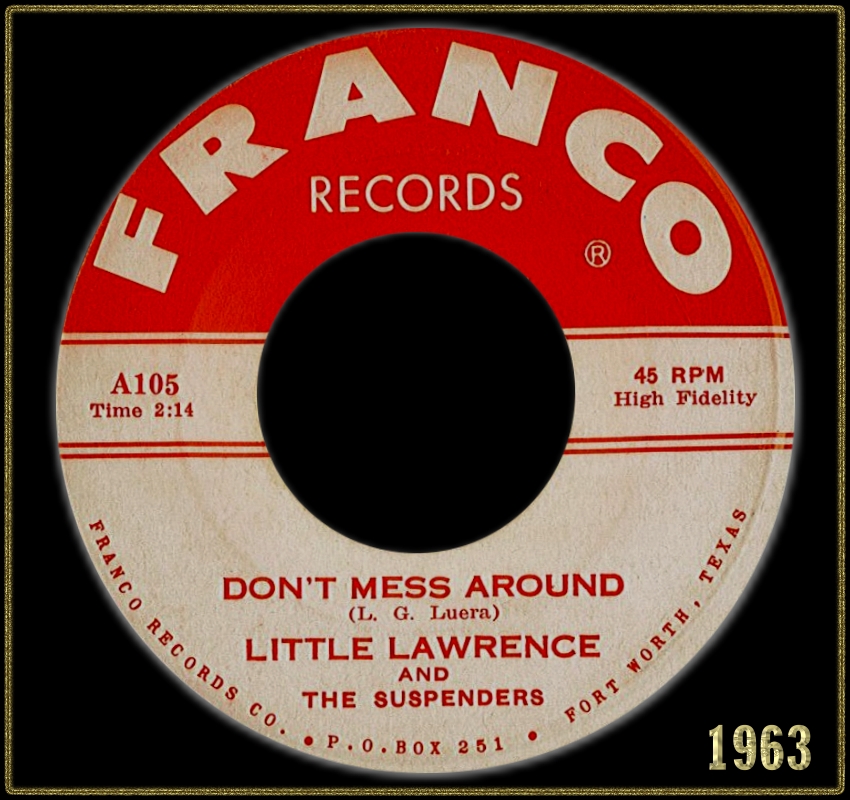 FRANCO
RECORDS
®
A105
Time 2:14
45 RPM
High Fidelity
DON'T MESS AROUND
(L. G. Luera)
LITTLE LAWRENCE
AND
THE SUSPENDERS
FRANCO RECORDS CO. • P.O.BOX 251 • FORT WORTH, TEXAS
1963